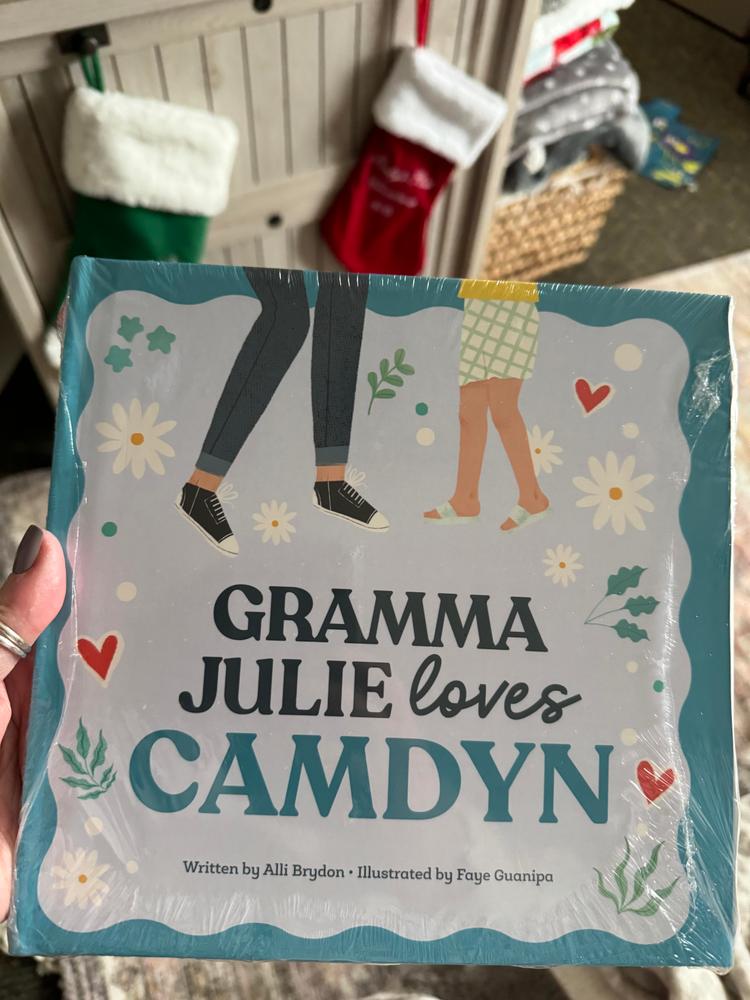 GRAMMA
JULIE loves
CAMDYN
Written by Alli Brydon • Illustrated by Faye Guanipa